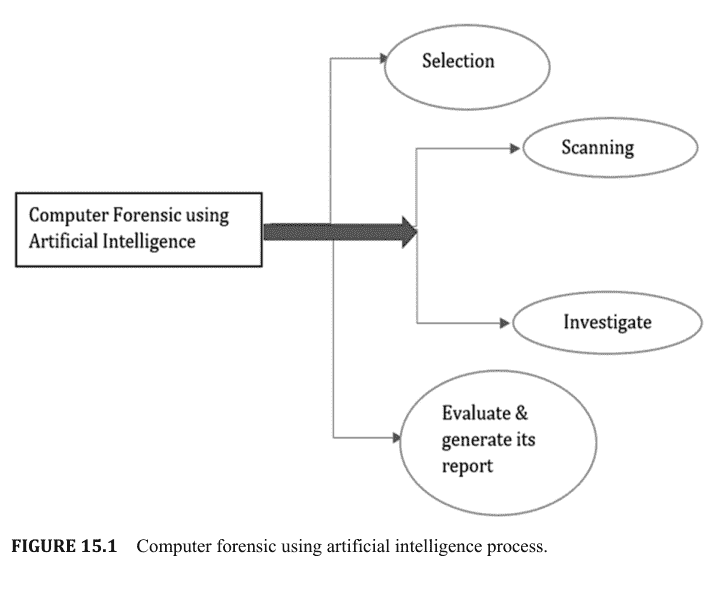 Selection
Scanning
Computer Forensic using
Artificial Intelligence
Investigate
Evaluate &
generate its
report
FIGURE 15.1 Computer forensic using artificial intelligence process.